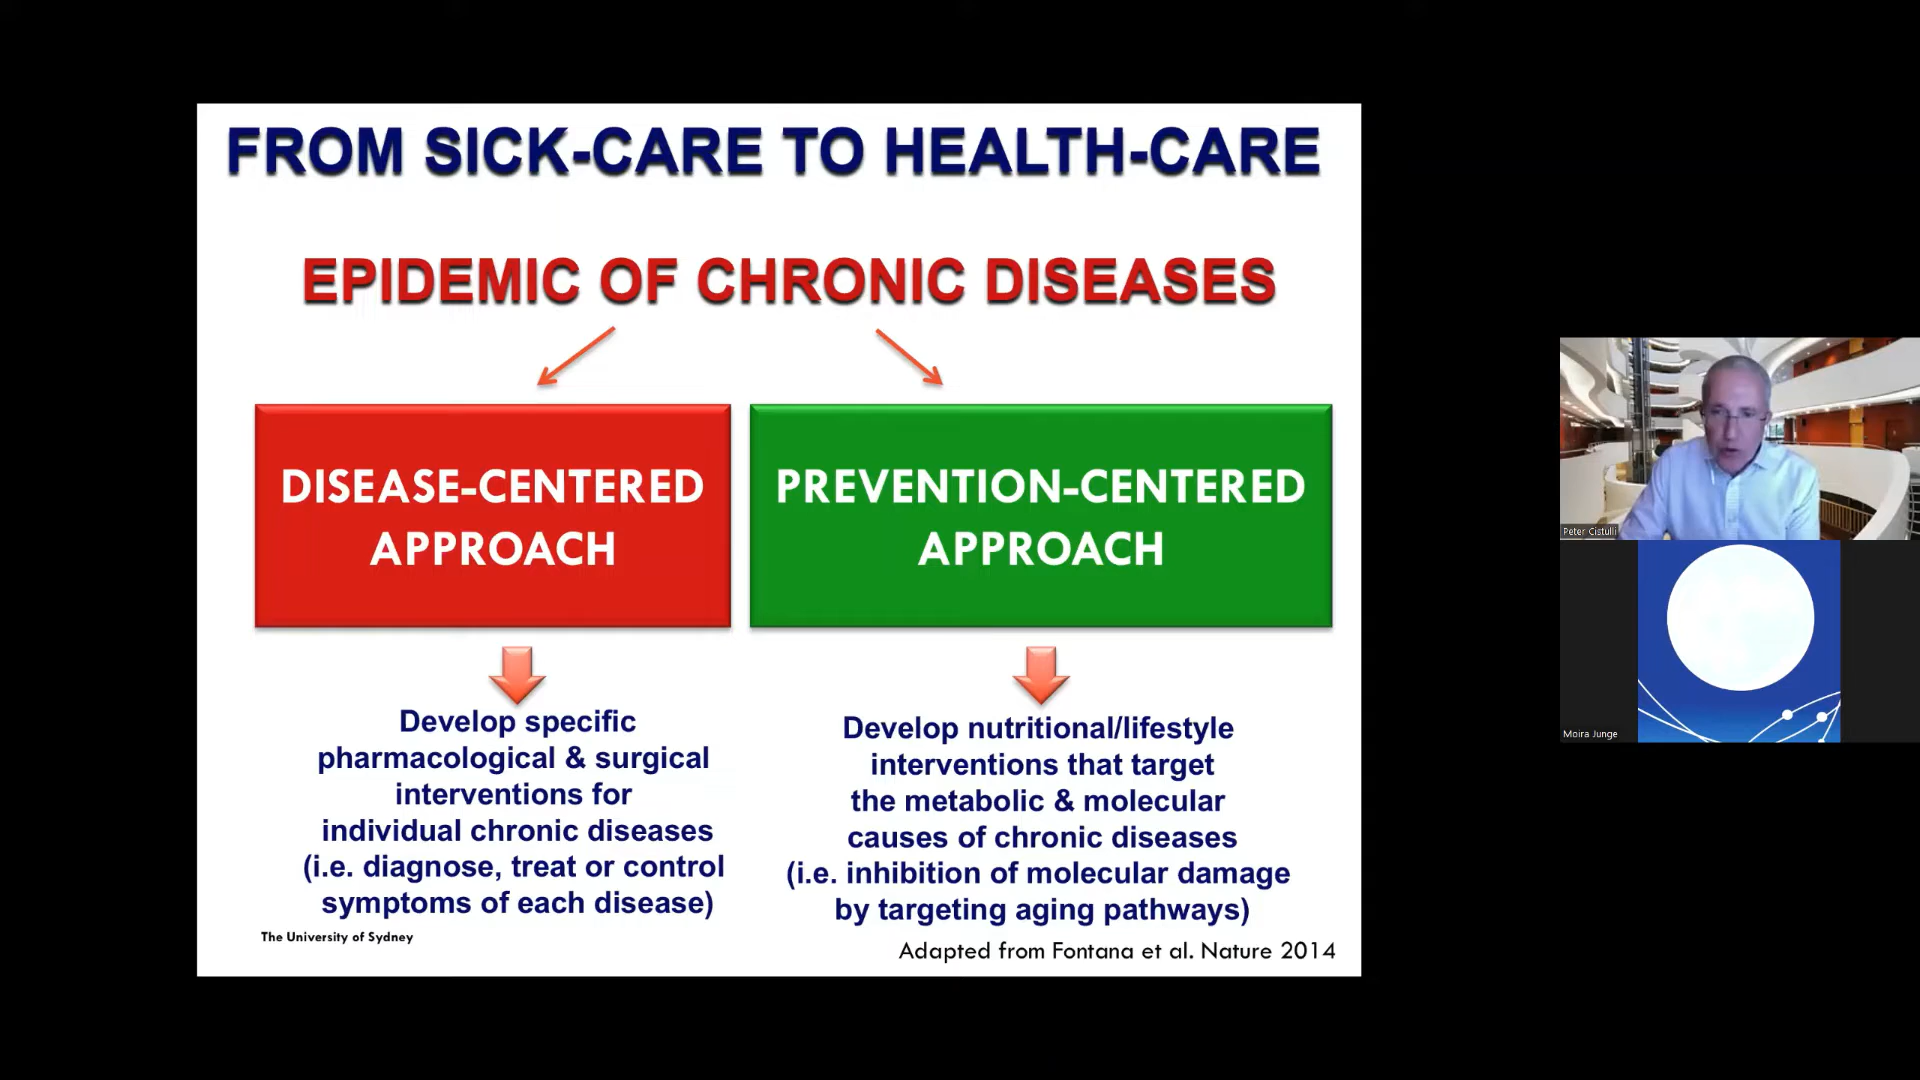 FROM SICK-CARE TO HEALTH-CARE
EPIDEMIC OF CHRONIC DISEASES
DISEASE-CENTERED
APPROACH
PREVENTION-CENTERED
APPROACH
Develop specific
pharmacological & surgical
interventions for
individual chronic diseases
(i.e. diagnose, treat or control
symptoms of each disease)
Develop nutritional/lifestyle
interventions that target
the metabolic & molecular
causes of chronic diseases
(i.e. inhibition of molecular damage
by targeting aging pathways)
The University of Sydney
Adapted from Fontana et al. Nature 2014
Peter Cistulli
Moira Junge